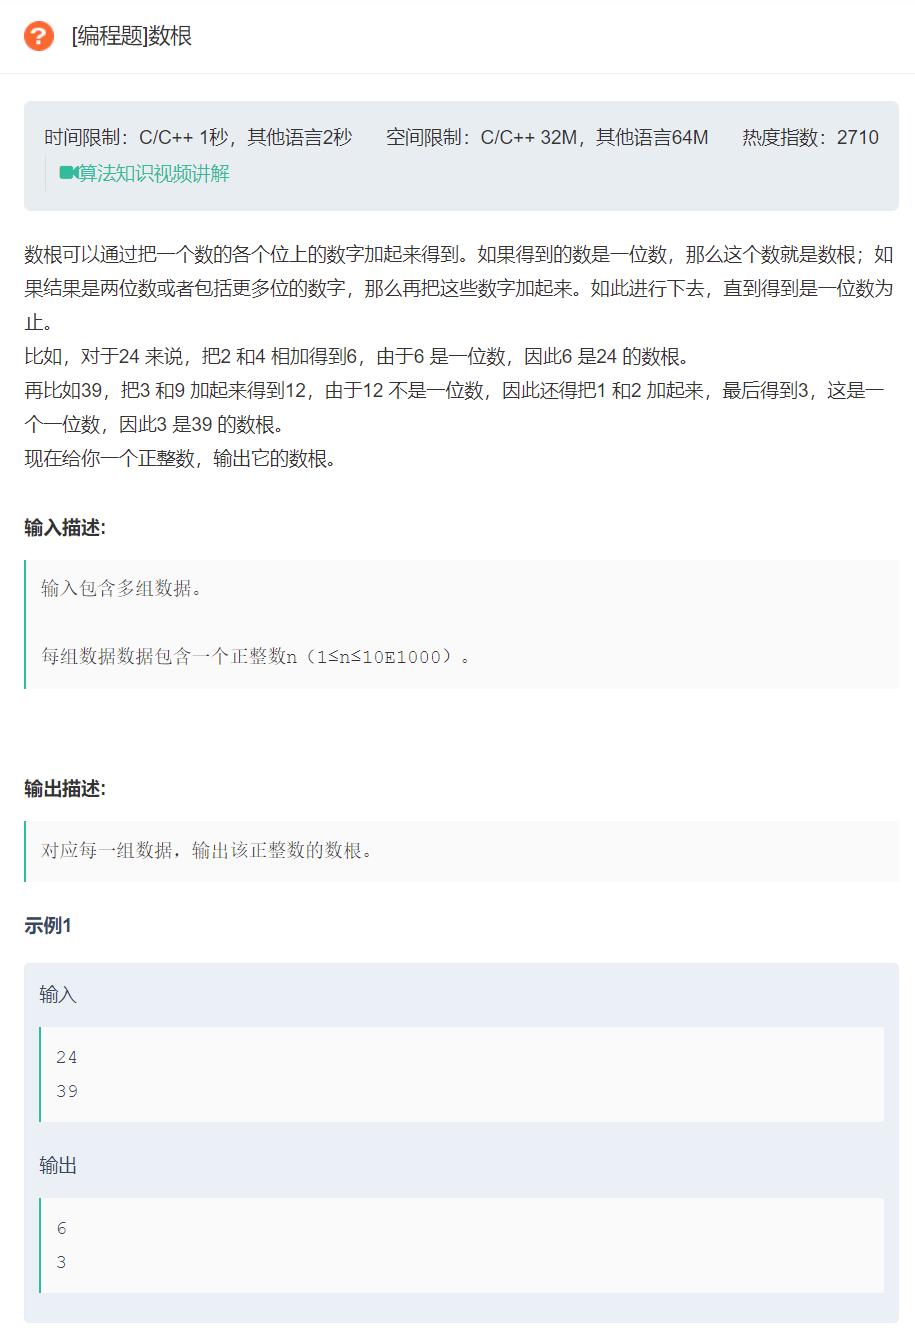 [编程题]数根
时间限制：C/C++ 1秒，其他语言2秒 空间限制：C/C++ 32M，其他语言64M 热度指数：2710
算法知识视频讲解
数根可以通过把一个数的各个位上的数字加起来得到。如果得到的数是一位数，那么这个数就是数根；如
果结果是两位数或者包括更多位的数字，那么再把这些数字加起来。如此进行下去，直到得到是一位数为
止。
比如，对于24 来说，把2 和4 相加得到6，由于6 是一位数，因此6 是24 的数根。
再比如39，把3 和9 加起来得到12，由于12 不是一位数，因此还得把1 和2 加起来，最后得到3，这是一
个一位数，因此3 是39 的数根。
现在给你一个正整数，输出它的数根。
输入描述:
输入包含多组数据。
每组数据数据包含一个正整数n（1≤n≤10E1000）。
输出描述:
对应每一组数据，输出该正整数的数根。
示例1
输入
24
39
输出
6
3